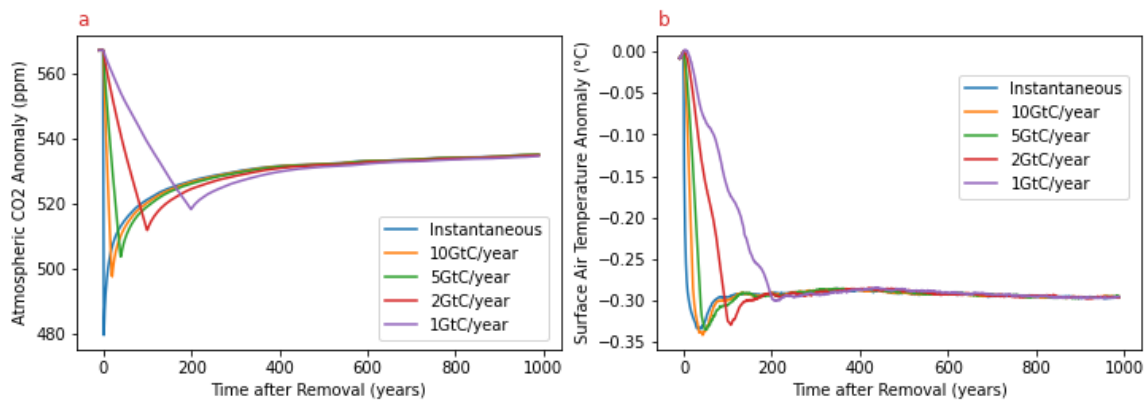 a
Atmospheric CO2 Anomaly (ppm)
560
540
520
500
480
Instantaneous
10GtC/year
5GtC/year
2GtC/year
1GtC/year
0
200
400
600
800
1000
Time after Removal (years)
b
Surface Air Temperature Anomaly (°C)
0.00
−0.05
−0.10
−0.15
−0.20
−0.25
−0.30
−0.35
Instantaneous
10GtC/year
5GtC/year
2GtC/year
1GtC/year
0
200
400
600
800
1000
Time after Removal (years)